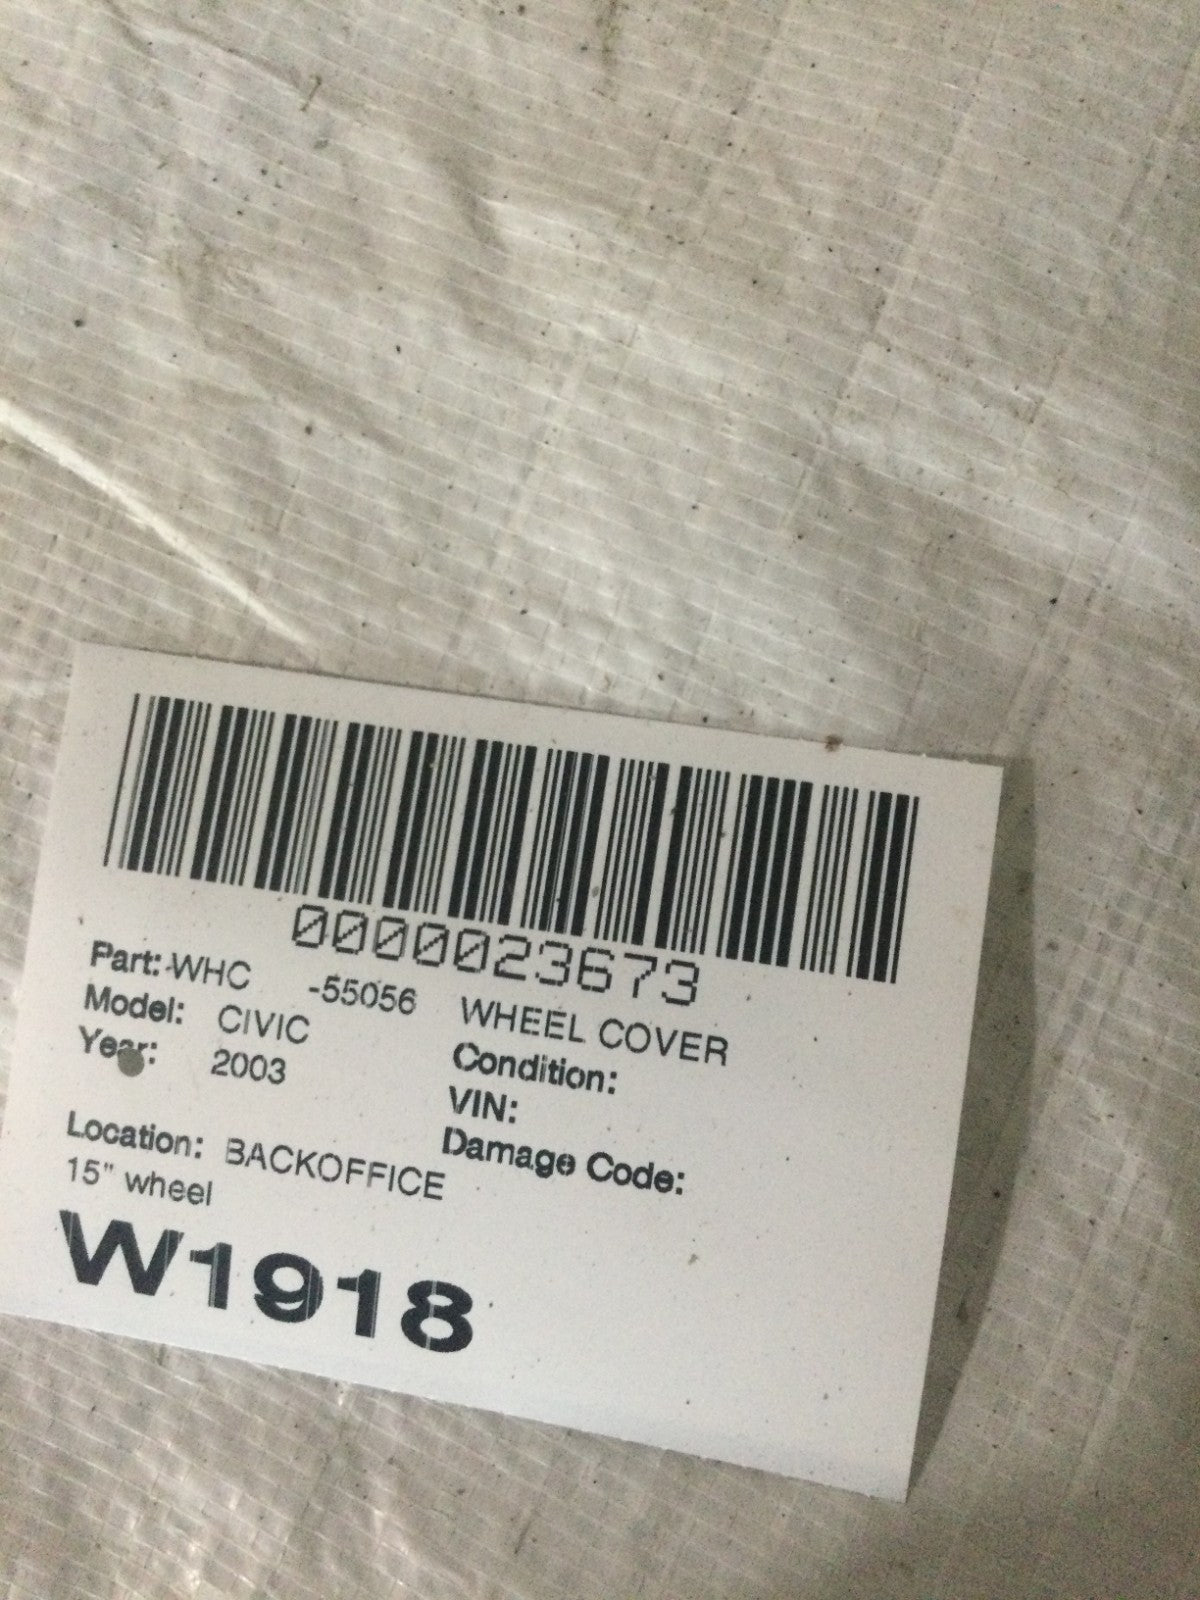 0000023673
Part: WHC -55056 WHEEL COVER
Model: CIVIC Condition:
Year: 2003 VIN:
Damage Code:
Location: BACKOFFICE
15" wheel
W1918